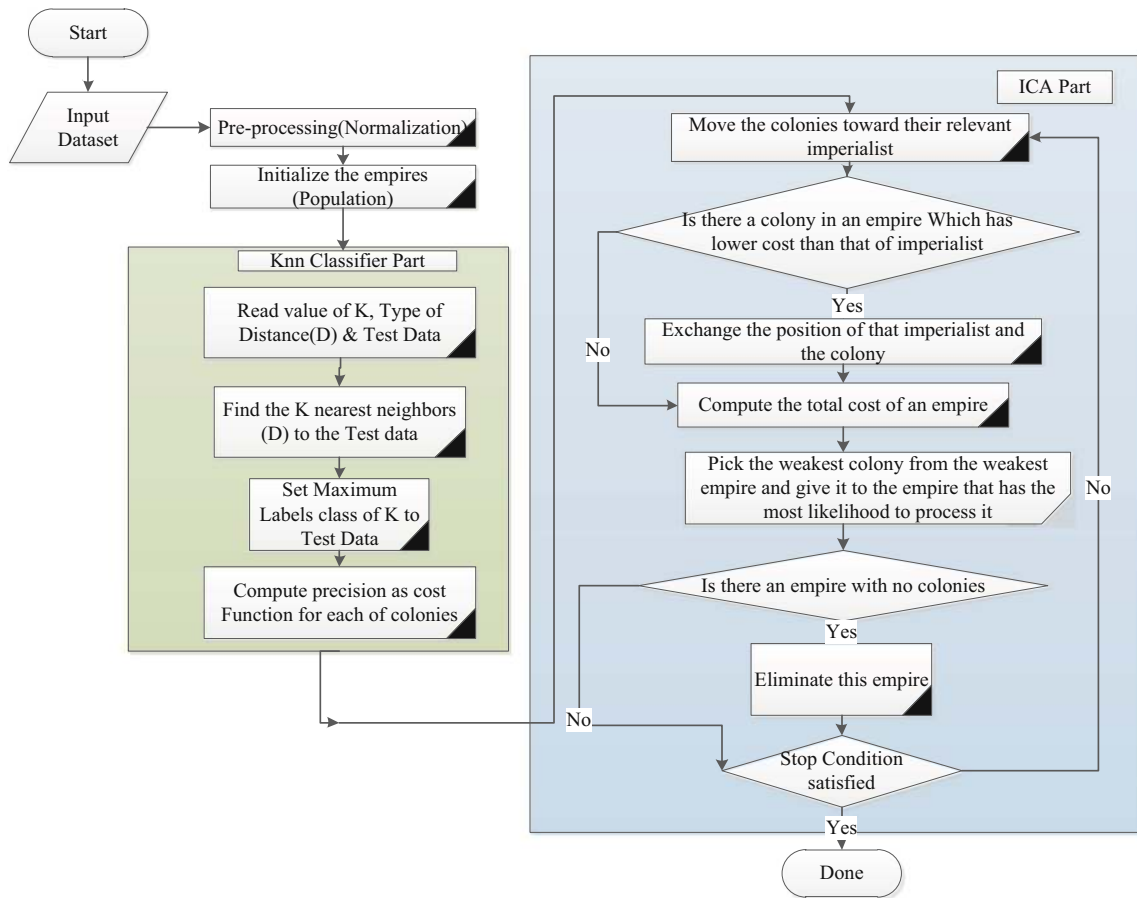 Start
Input
Dataset
Pre-processing(Normalization)
Initialize the empires
(Population)
Knn Classifier Part
Read value of K, Type of
Distance(D) & Test Data
Find the K nearest neighbors
(D) to the Test data
Set Maximum
Labels class of K to
Test Data
Compute precision as cost
Function for each of colonies
ICA Part
Move the colonies toward their relevant
imperialist
Is there a colony in an empire Which has
lower cost than that of imperialist
Yes
No
Exchange the position of that imperialist and
the colony
Compute the total cost of an empire
Pick the weakest colony from the weakest
empire and give it to the empire that has the
most likelihood to process it
No
Is there an empire with no colonies
Yes
Eliminate this empire
No
Stop Condition
satisfied
Yes
Done